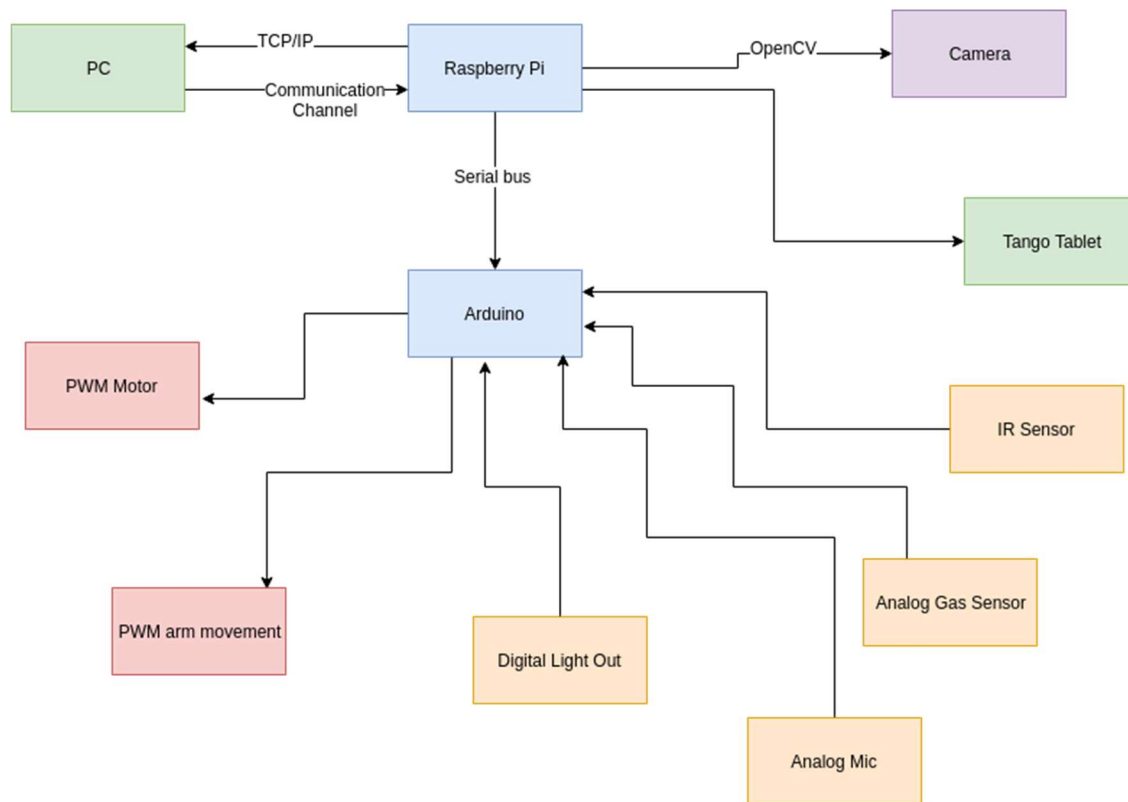 PC
TCP/IP
Communication
Channel
Raspberry Pi
OpenCV
Camera
Serial bus
Tango Tablet
Arduino
PWM Motor
IR Sensor
PWM arm movement
Digital Light Out
Analog Gas Sensor
Analog Mic